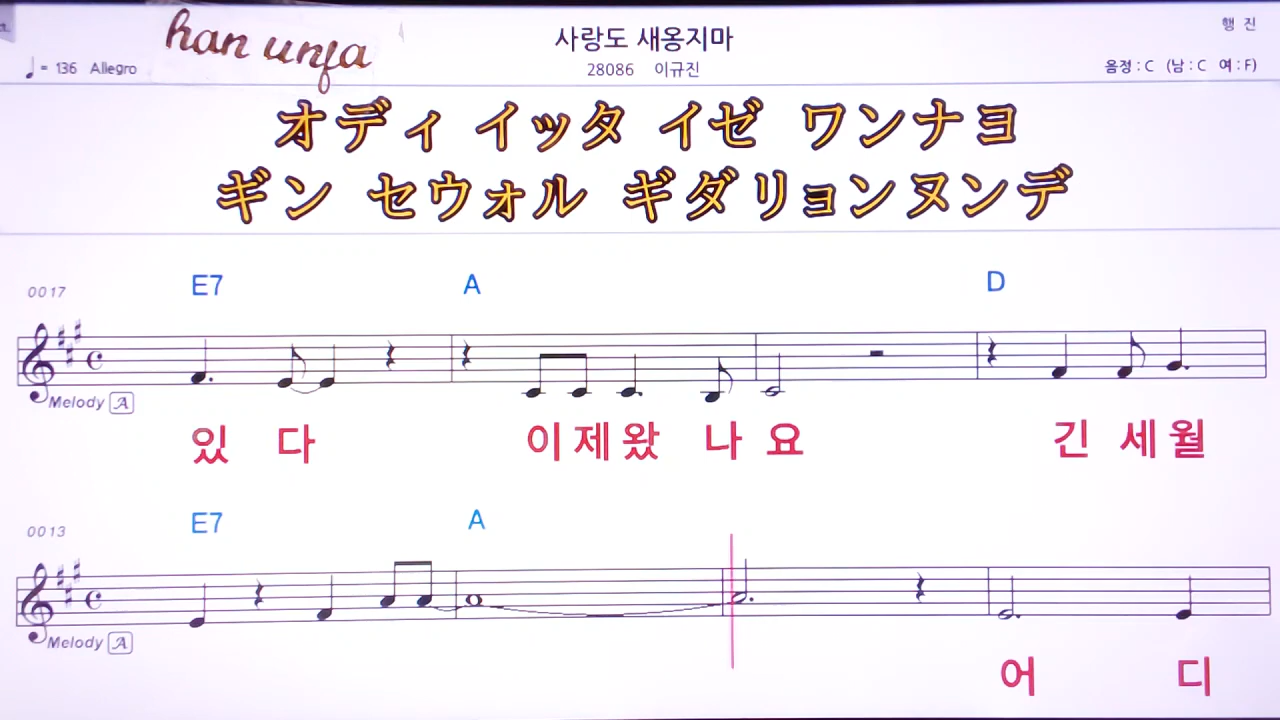 han unja
사랑도 새옹지마
행 진
♩= 136 Allegro
28086 이규진
음정 : C (남 : C 여 : F)
オディ イッタ イゼ ワンナヨ
ギン セウォル ギダリョンヌンデ
0017
E7 A D
Melody A
있 다 이 제 왔 나 요 긴 세 월
0013
E7 A
Melody A
어 디